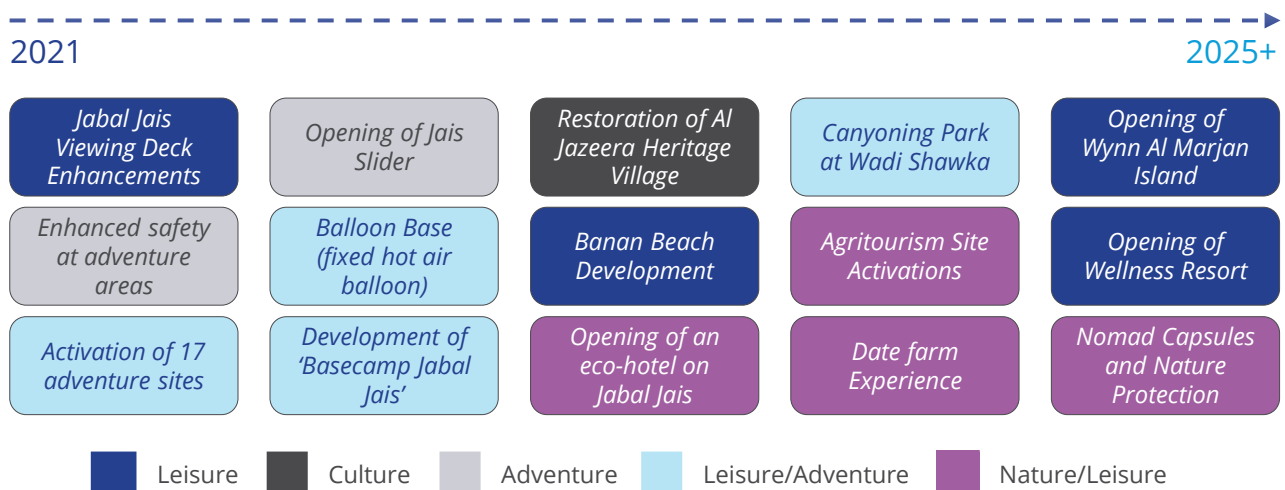 2021
2025+
Jabal Jais
Viewing Deck
Enhancements
Opening of Jais
Slider
Restoration of Al
Jazeera Heritage
Village
Canyoning Park
at Wadi Shawka
Opening of
Wynn Al Marjan
Island
Enhanced safety
at adventure
areas
Balloon Base
(fixed hot air
balloon)
Banan Beach
Development
Agritourism Site
Activations
Opening of
Wellness Resort
Activation of 17
adventure sites
Development of
‘Basecamp Jabal
Jais’
Opening of an
eco-hotel on
Jabal Jais
Date farm
Experience
Nomad Capsules
and Nature
Protection
Leisure
Culture
Adventure
Leisure/Adventure
Nature/Leisure